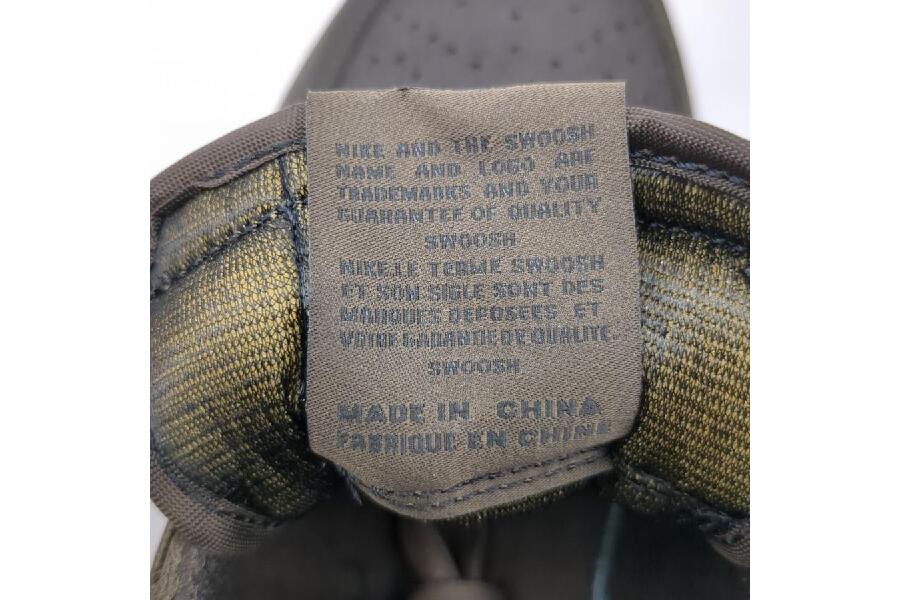 NIKE AND THE SWOOSH
NAME AND LOGO ARE
TRADEMARKS AND YOUR
GUARANTEE OF QUALITY
SWOOSH
NIKE.LE TERME SWOOSH
ET SON SIGLE SONT DES
MARQUES DEPOSEES ET
VOTRE GARANTIE DE QUALITE.
SWOOSH
MADE IN CHINA
FABRIQUE EN CHINE